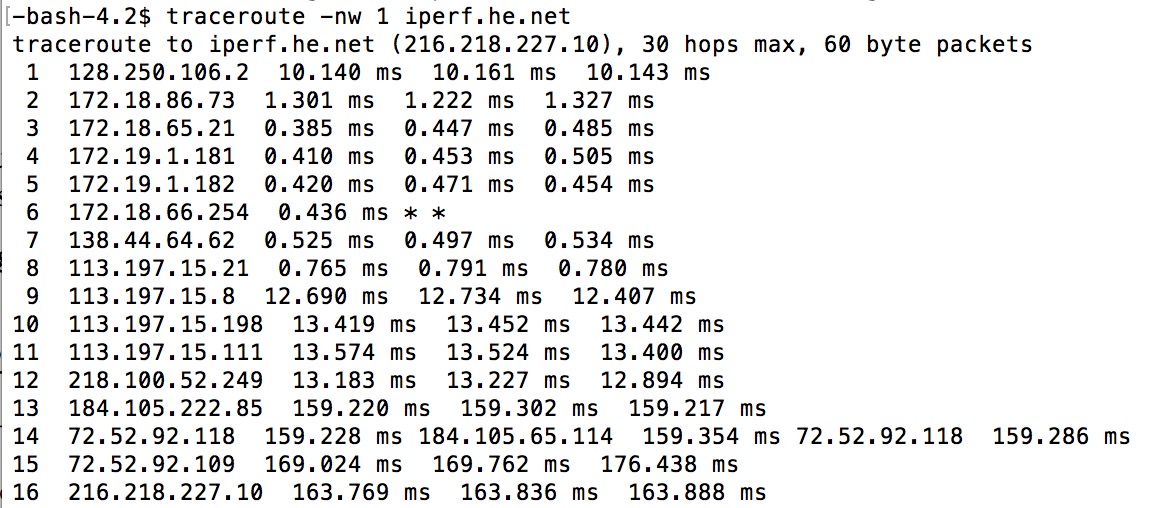 [-bash-4.2$ traceroute -nw 1 iperf.he.net
traceroute to iperf.he.net (216.218.227.10), 30 hops max, 60 byte packets
1 128.250.106.2 10.140 ms 10.161 ms 10.143 ms
2 172.18.86.73 1.301 ms 1.222 ms 1.327 ms
3 172.18.65.21 0.385 ms 0.447 ms 0.485 ms
4 172.19.1.181 0.410 ms 0.453 ms 0.505 ms
5 172.19.1.182 0.420 ms 0.471 ms 0.454 ms
6 172.18.66.254 0.436 ms * *
7 138.44.64.62 0.525 ms 0.497 ms 0.534 ms
8 113.197.15.21 0.765 ms 0.791 ms 0.780 ms
9 113.197.15.8 12.690 ms 12.734 ms 12.407 ms
10 113.197.15.198 13.419 ms 13.452 ms 13.442 ms
11 113.197.15.111 13.574 ms 13.524 ms 13.400 ms
12 218.100.52.249 13.183 ms 13.227 ms 12.894 ms
13 184.105.222.85 159.220 ms 159.302 ms 159.217 ms
14 72.52.92.118 159.228 ms 184.105.65.114 159.354 ms 72.52.92.118 159.286 ms
15 72.52.92.109 169.024 ms 169.762 ms 176.438 ms
16 216.218.227.10 163.769 ms 163.836 ms 163.888 ms